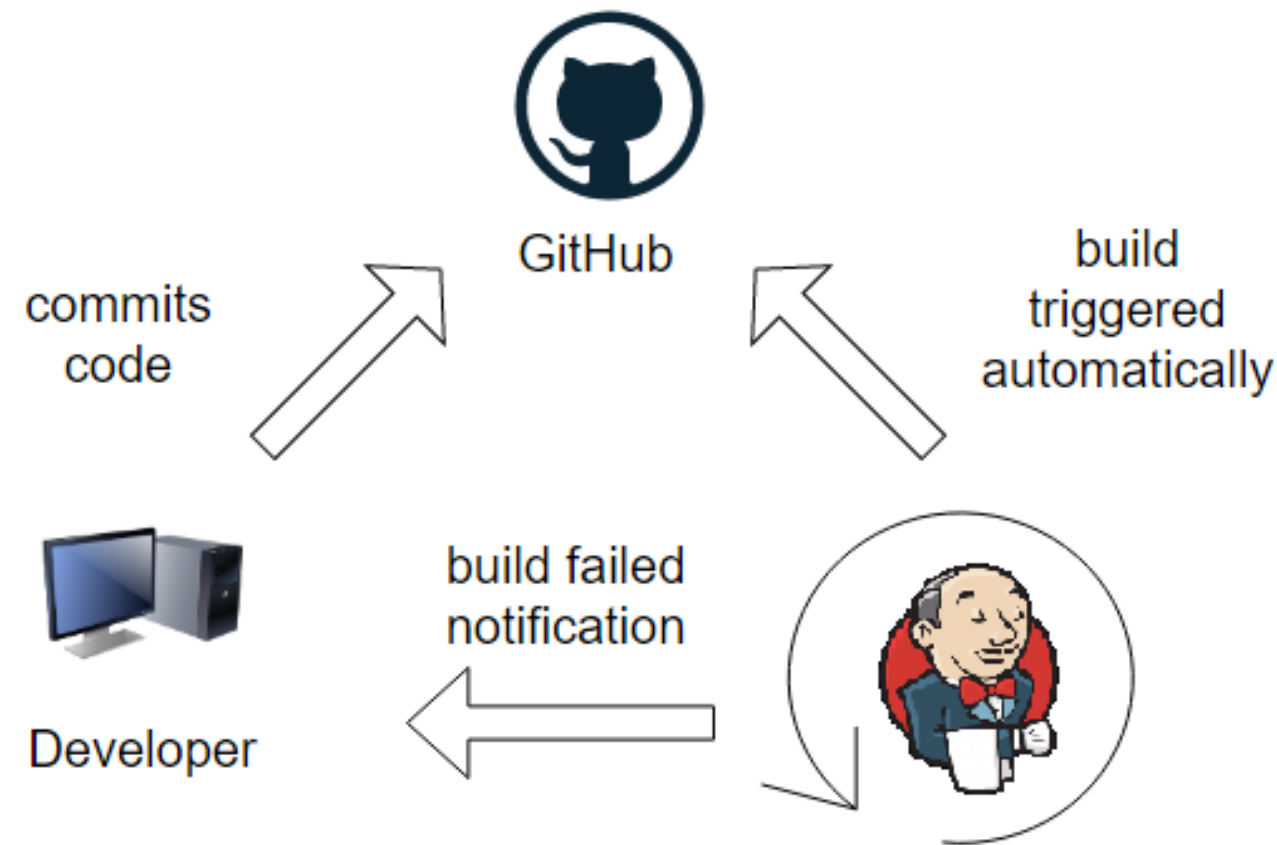 GitHub
commits
code
build
triggered
automatically
build failed
notification
Developer